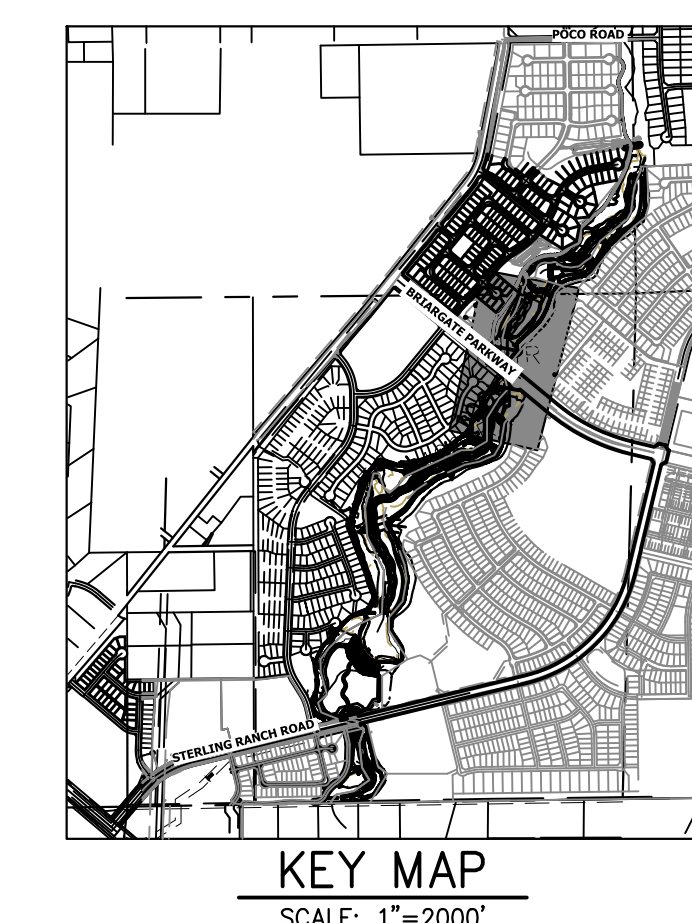 POCO ROAD
BRIARGATE PARKWAY
R
STERLING RANCH ROAD
KEY MAP
SCALE: 1"=2000'